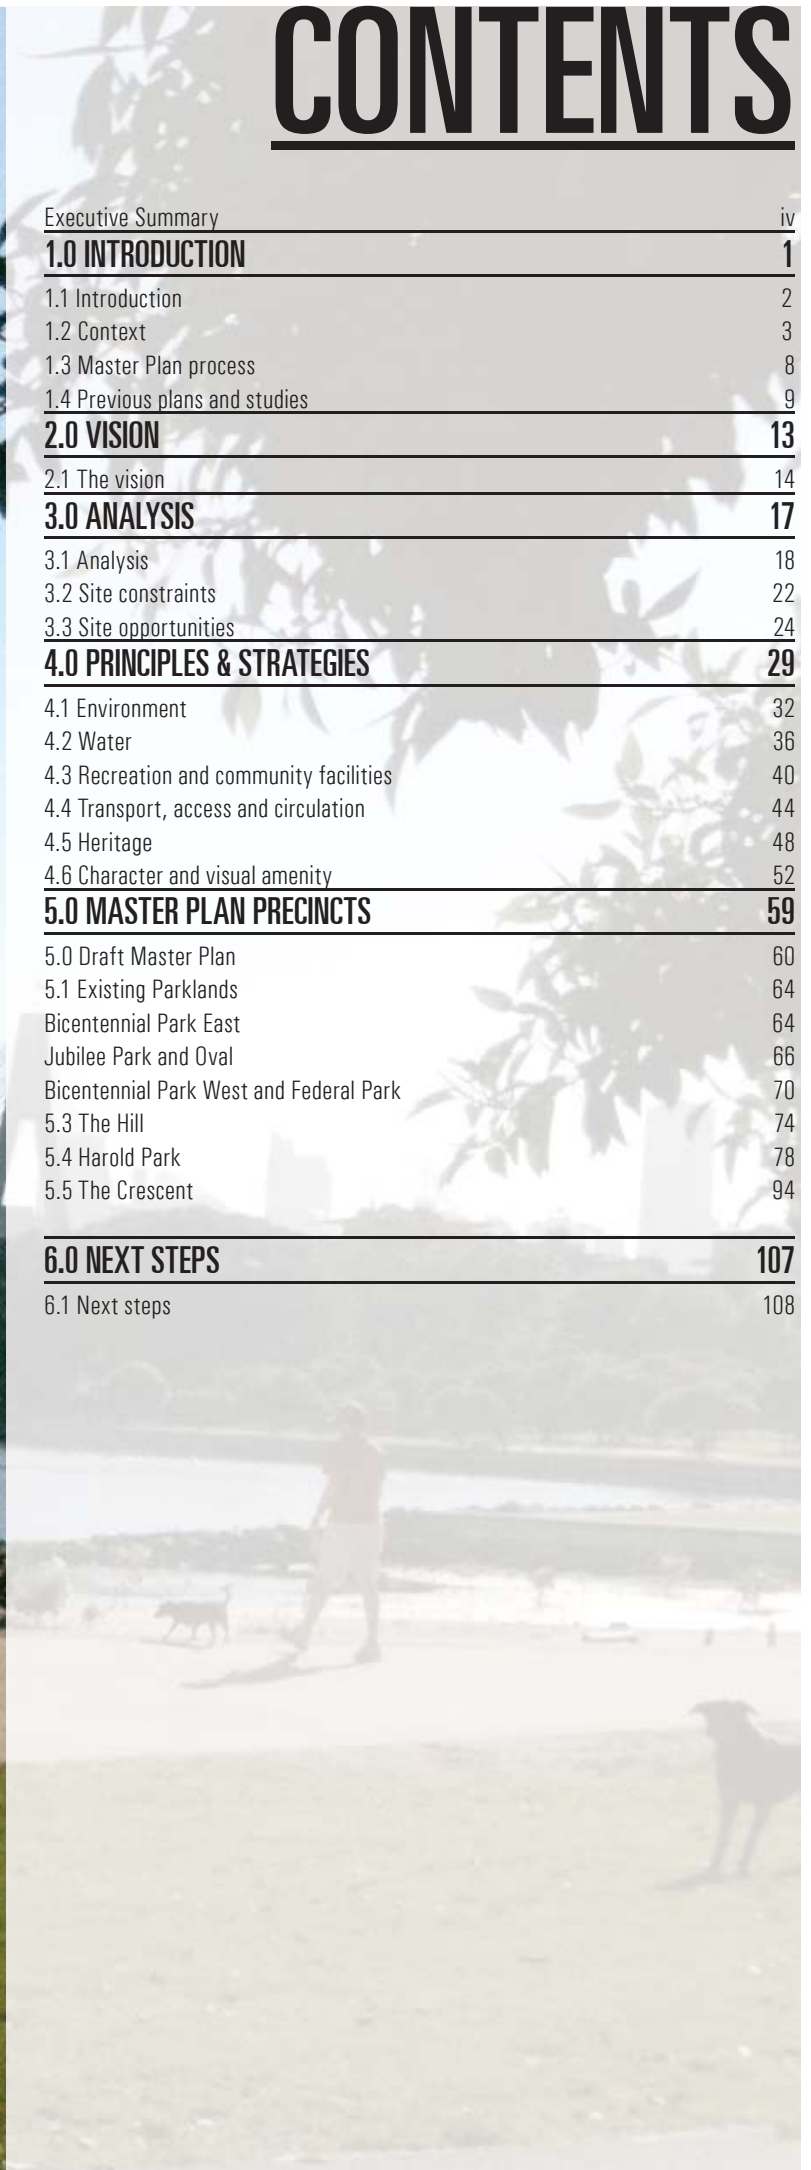 CONTENTS
Executive Summary iv
1.0 INTRODUCTION 1
1.1 Introduction 2
1.2 Context 3
1.3 Master Plan process 8
1.4 Previous plans and studies 9
2.0 VISION 13
2.1 The vision 14
3.0 ANALYSIS 17
3.1 Analysis 18
3.2 Site constraints 22
3.3 Site opportunities 24
4.0 PRINCIPLES & STRATEGIES 29
4.1 Environment 32
4.2 Water 36
4.3 Recreation and community facilities 40
4.4 Transport, access and circulation 44
4.5 Heritage 48
4.6 Character and visual amenity 52
5.0 MASTER PLAN PRECINCTS 59
5.0 Draft Master Plan 60
5.1 Existing Parklands 64
Bicentennial Park East 64
Jubilee Park and Oval 66
Bicentennial Park West and Federal Park 70
5.3 The Hill 74
5.4 Harold Park 78
5.5 The Crescent 94
6.0 NEXT STEPS 107
6.1 Next steps 108